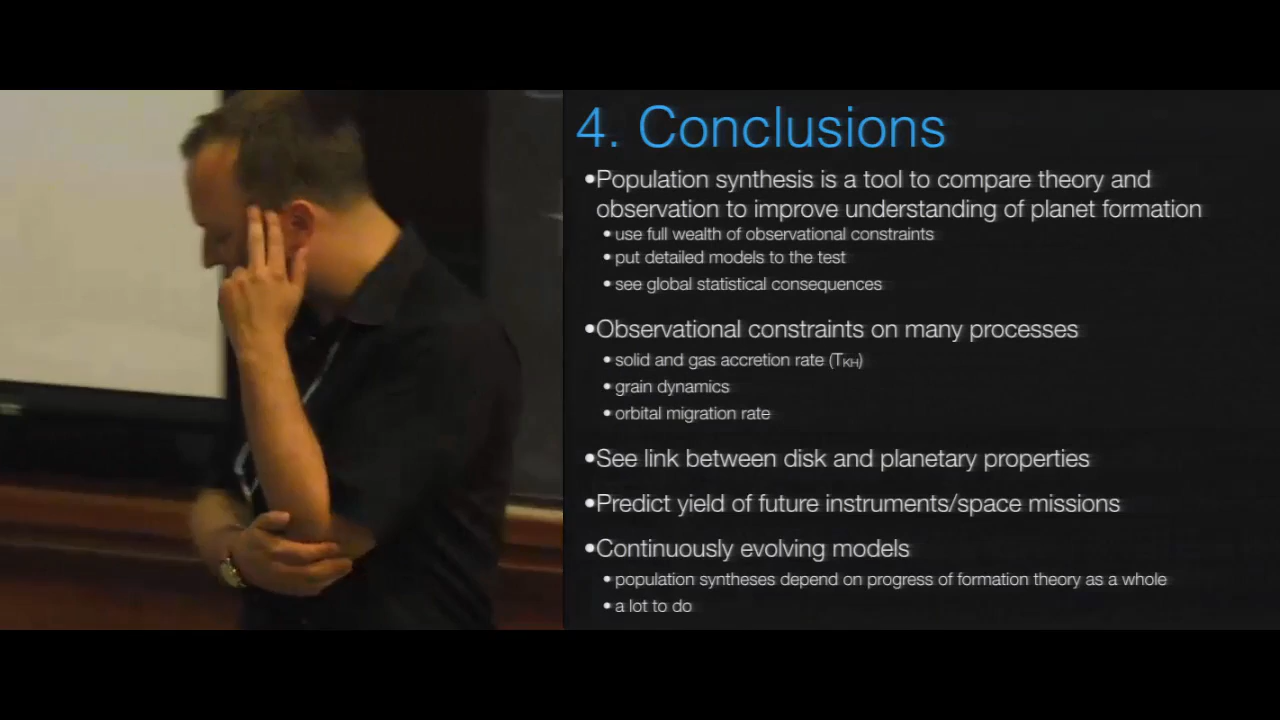 4. Conclusions
•Population synthesis is a tool to compare theory and
observation to improve understanding of planet formation
• use full wealth of observational constraints
• put detailed models to the test
• see global statistical consequences
•Observational constraints on many processes
• solid and gas accretion rate (TKH)
• grain dynamics
• orbital migration rate
•See link between disk and planetary properties
•Predict yield of future instruments/space missions
•Continuously evolving models
• population syntheses depend on progress of formation theory as a whole
• a lot to do